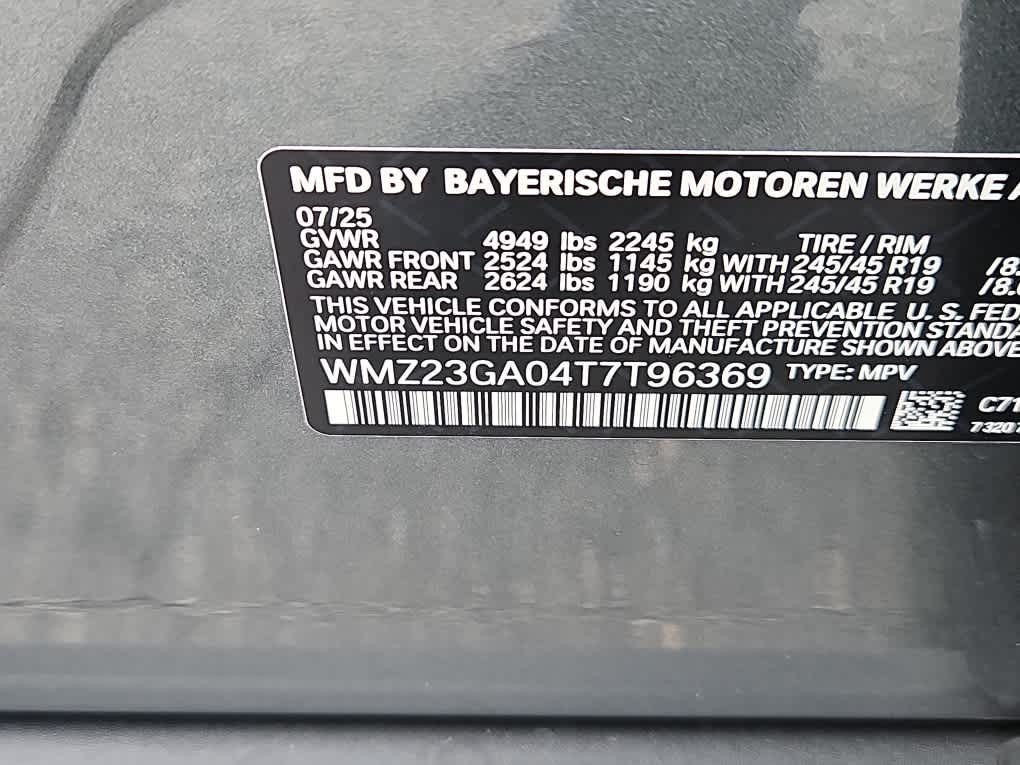 MFD BY BAYERISCHE MOTOREN WERKE
07/25
GVWR 4949 lbs 2245 kg TIRE / RIM
GAWR FRONT 2524 lbs 1145 kg WITH 245/45 R19
GAWR REAR 2624 lbs 1190 kg WITH 245/45 R19
THIS VEHICLE CONFORMS TO ALL APPLICABLE U. S. FED
MOTOR VEHICLE SAFETY AND THEFT PREVENTION STANDA
IN EFFECT ON THE DATE OF MANUFACTURE SHOWN ABOVE
WMZ23GA04T7T96369 TYPE: MPV
C71
7320